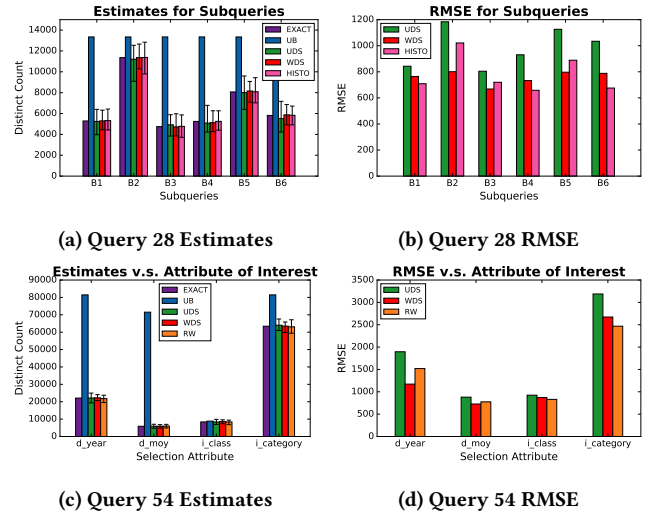 Estimates for Subqueries
14000
12000
10000
8000
6000
4000
2000
0
Distinct Count
EXACT
UB
UDS
WDS
HISTO
B1 B2 B3 B4 B5 B6
Subqueries
(a) Query 28 Estimates
RMSE for Subqueries
1200
1000
800
600
400
200
0
RMSE
UDS
WDS
HISTO
B1 B2 B3 B4 B5 B6
Subqueries
(b) Query 28 RMSE
Estimates v.s. Attribute of Interest
90000
80000
70000
60000
50000
40000
30000
20000
10000
0
Distinct Count
EXACT
UB
UDS
WDS
RW
d_year d_moy i_class i_category
Selection Attribute
(c) Query 54 Estimates
RMSE v.s. Attribute of Interest
3500
3000
2500
2000
1500
1000
500
0
RMSE
UDS
WDS
RW
d_year d_moy i_class i_category
Selection Attribute
(d) Query 54 RMSE